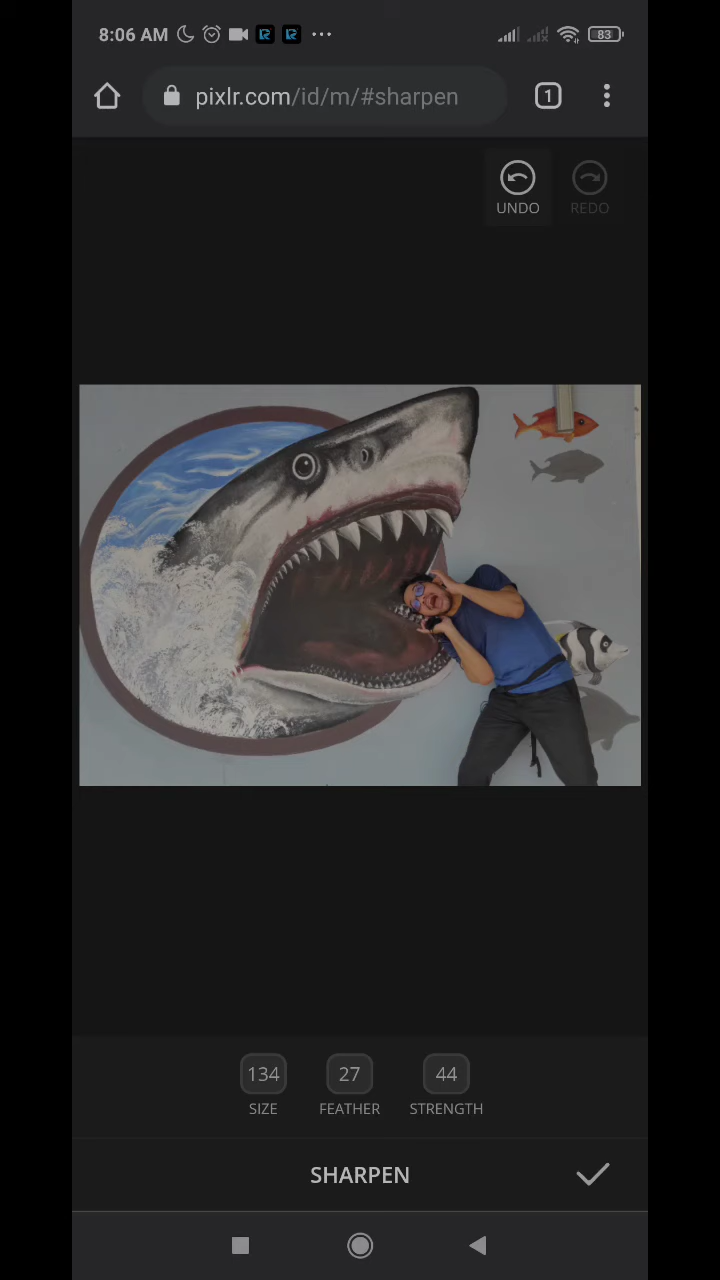 8:06 AM 83
pixlr.com/id/m/#sharpen 1
UNDO REDO
134 27 44
SIZE FEATHER STRENGTH
SHARPEN